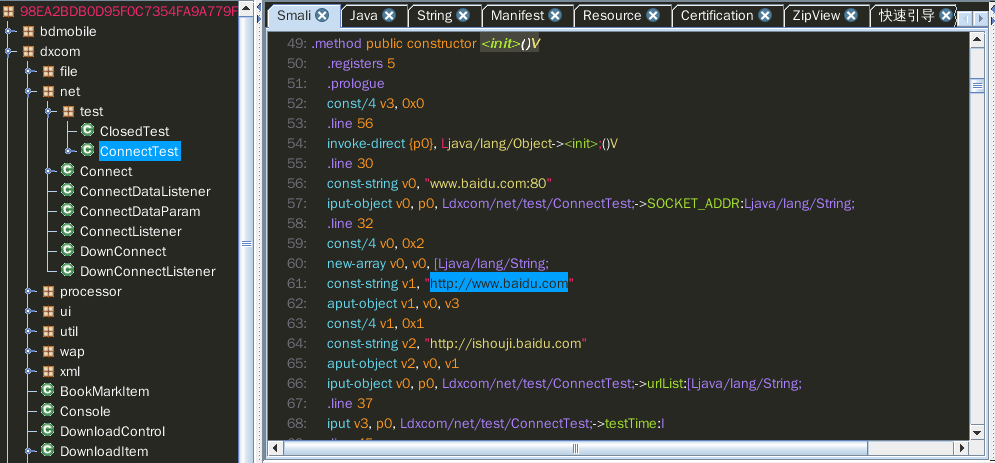 98EA2BDB0D95F0C7354FA9A779F
bdmobile
dxcom
file
net
test
ClosedTest
ConnectTest
Connect
ConnectDataListener
ConnectDataParam
ConnectListener
DownConnect
DownConnectListener
processor
ui
util
wap
xml
BookMarkItem
Console
DownloadControl
DownloadItem
Smali Java String Manifest Resource Certification ZipView 快速引导
49: .method public constructor <init>()V
50: .registers 5
51: .prologue
52: const/4 v3, 0x0
53: .line 56
54: invoke-direct {p0}, Ljava/lang/Object-><init>;()V
55: .line 30
56: const-string v0, "www.baidu.com:80"
57: iput-object v0, p0, Ldxcom/net/test/ConnectTest;->SOCKET_ADDR:Ljava/lang/String;
58: .line 32
59: const/4 v0, 0x2
60: new-array v0, v0, [Ljava/lang/String;
61: const-string v1, "http://www.baidu.com"
62: aput-object v1, v0, v3
63: const/4 v1, 0x1
64: const-string v2, "http://ishouji.baidu.com"
65: aput-object v2, v0, v1
66: iput-object v0, p0, Ldxcom/net/test/ConnectTest;->urlList:[Ljava/lang/String;
67: .line 37
68: iput v3, p0, Ldxcom/net/test/ConnectTest;->testTime:I